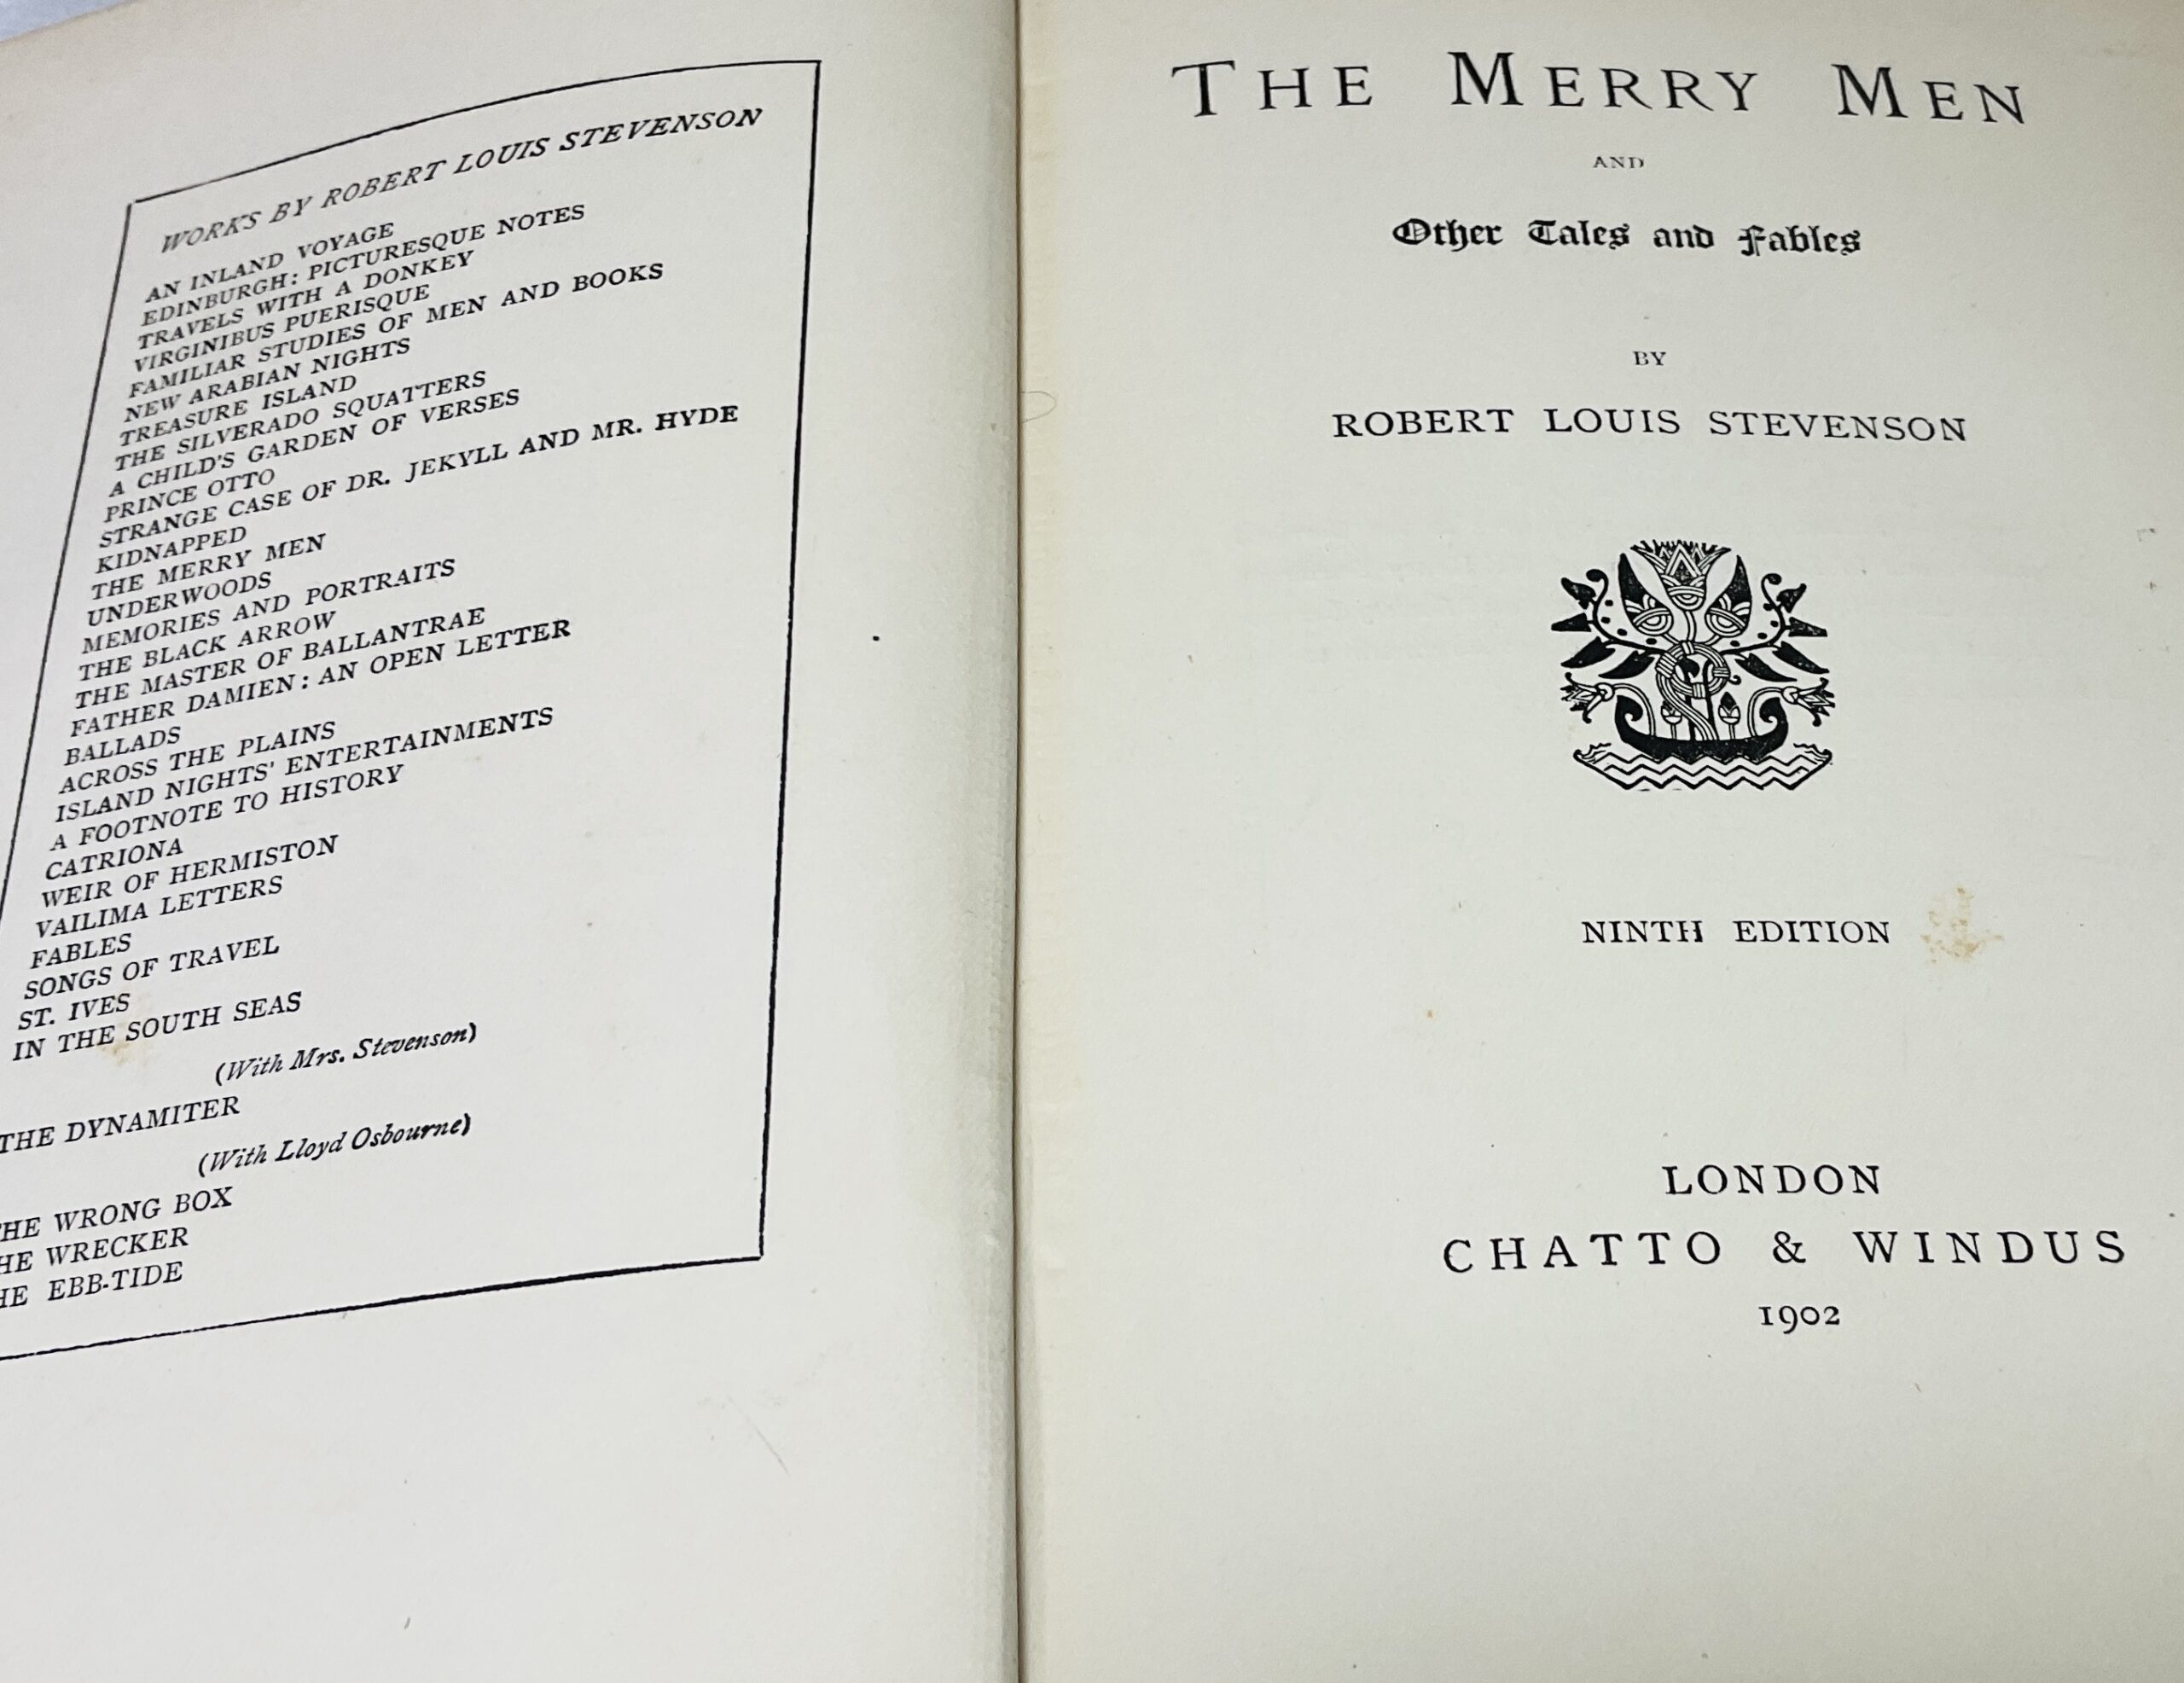 WORKS BY ROBERT LOUIS STEVENSON
AN INLAND VOYAGE
EDINBURGH: PICTURESQUE NOTES
TRAVELS WITH A DONKEY
VIRGINIBUS PUERISQUE
FAMILIAR STUDIES OF MEN AND BOOKS
NEW ARABIAN NIGHTS
TREASURE ISLAND
THE SILVERADO SQUATTERS
A CHILD'S GARDEN OF VERSES
PRINCE OTTO
STRANGE CASE OF DR. JEKYLL AND MR. HYDE
KIDNAPPED
THE MERRY MEN
UNDERWOODS
MEMORIES AND PORTRAITS
THE BLACK ARROW
THE MASTER OF BALLANTRAE
FATHER DAMIEN: AN OPEN LETTER
BALLADS
ACROSS THE PLAINS
ISLAND NIGHTS' ENTERTAINMENTS
A FOOTNOTE TO HISTORY
CATRIONA
WEIR OF HERMISTON
VAILIMA LETTERS
FABLES
SONGS OF TRAVEL
ST. IVES
IN THE SOUTH SEAS
(With Mrs. Stevenson)
THE DYNAMITER
(With Lloyd Osbourne)
THE WRONG BOX
HE WRECKER
HE EBB-TIDE
THE MERRY MEN
AND
Other Tales and Fables
BY
ROBERT LOUIS STEVENSON
NINTH EDITION
LONDON
CHATTO & WINDUS
1902